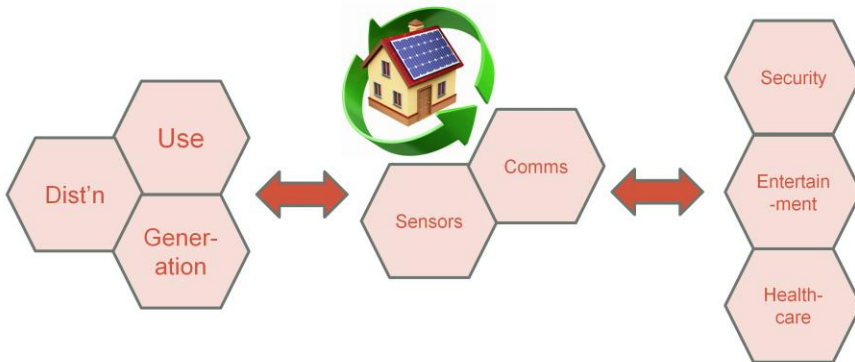 Use
Dist'n
Gener-
ation
Comms
Sensors
Security
Entertain
-ment
Health-
care